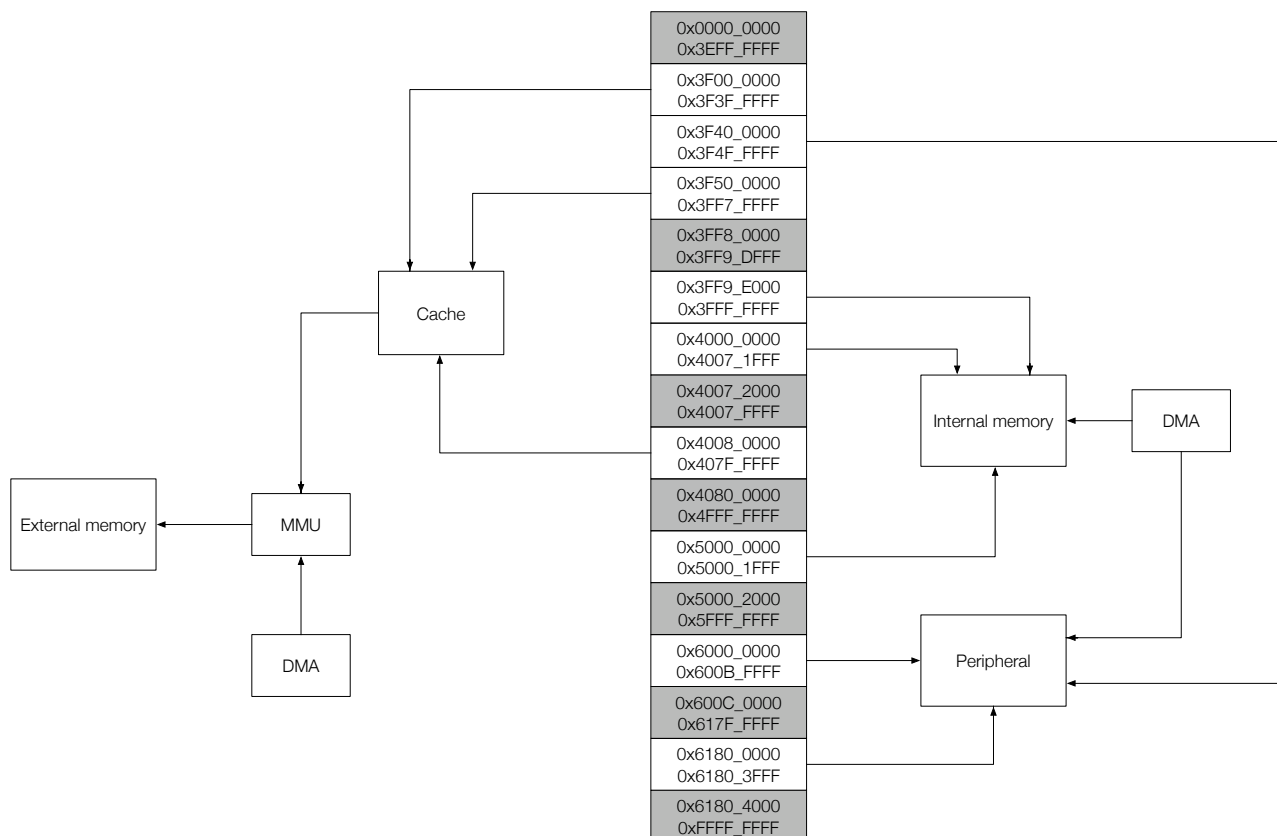 0x0000_0000
0x3EFF_FFFF
0x3F00_0000
0x3F3F_FFFF
0x3F40_0000
0x3F4F_FFFF
0x3F50_0000
0x3FF7_FFFF
0x3FF8_0000
0x3FF9_DFFF
0x3FF9_E000
0x3FFF_FFFF
0x4000_0000
0x4007_1FFF
0x4007_2000
0x4007_FFFF
0x4008_0000
0x407F_FFFF
0x4080_0000
0x4FFF_FFFF
0x5000_0000
0x5000_1FFF
0x5000_2000
0x5FFF_FFFF
0x6000_0000
0x600B_FFFF
0x600C_0000
0x617F_FFFF
0x6180_0000
0x6180_3FFF
0x6180_4000
0xFFFF_FFFF
Cache
External memory
MMU
DMA
Internal memory
DMA
Peripheral